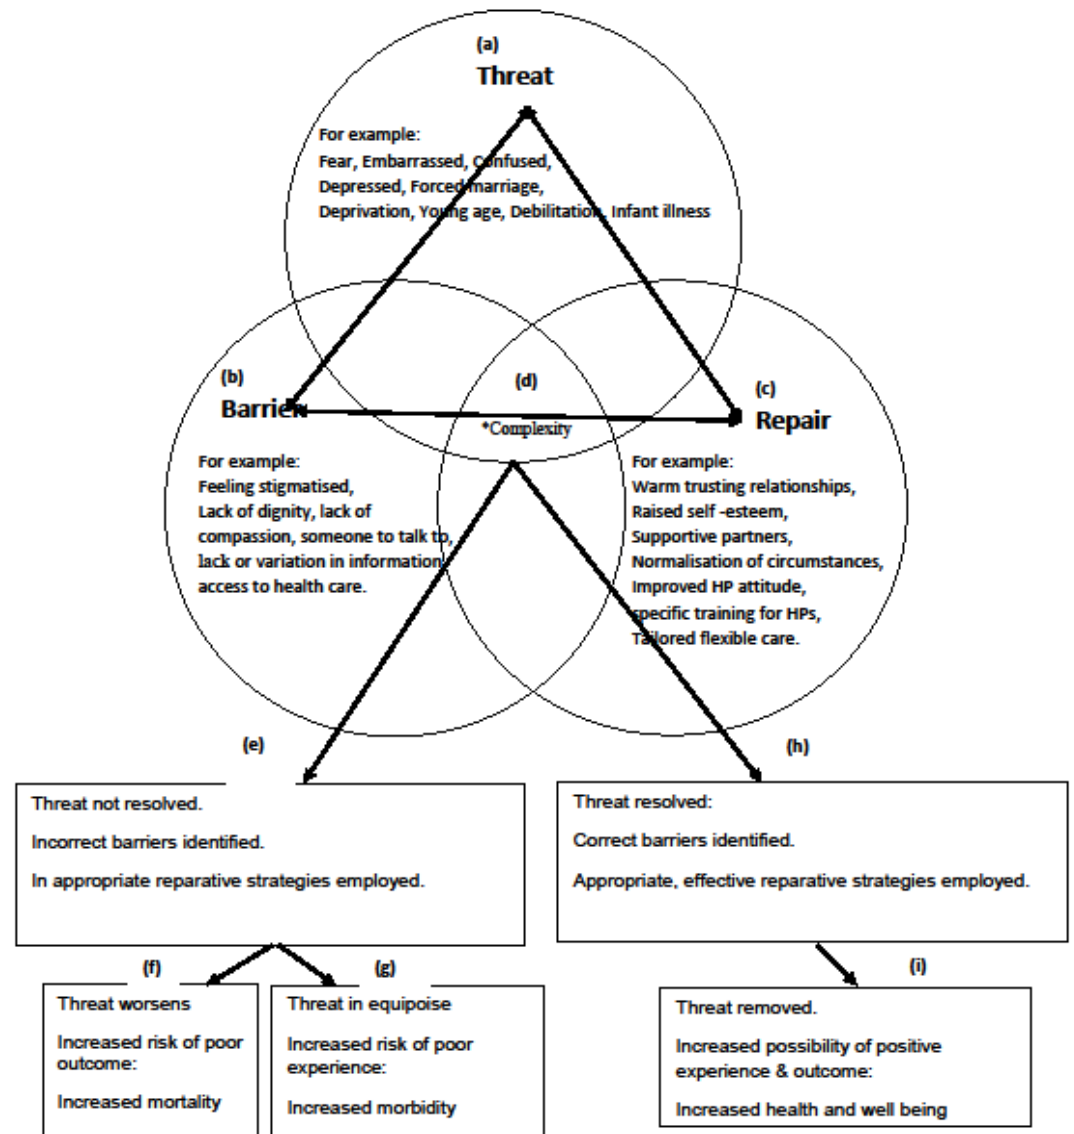 (a)
Threat
For example:
Fear, Embarrassed, Confused,
Depressed, Forced marriage,
Deprivation, Young age, Debilitation, Infant illness
(b)
Barrier
For example:
Feeling stigmatised,
Lack of dignity, lack of
compassion, someone to talk to,
lack or variation in information
access to health care.
(d)
*Complexity
(c)
Repair
For example:
Warm trusting relationships,
Raised self -esteem,
Supportive partners,
Normalisation of circumstances,
Improved HP attitude,
specific training for HPs,
Tailored flexible care.
(e)
Threat not resolved.
Incorrect barriers identified.
In appropriate reparative strategies employed.
(h)
Threat resolved:
Correct barriers identified.
Appropriate, effective reparative strategies employed.
(f)
Threat worsens
Increased risk of poor
outcome:
Increased mortality
(g)
Threat in equipoise
Increased risk of poor
experience:
Increased morbidity
(i)
Threat removed.
Increased possibility of positive
experience & outcome:
Increased health and well being